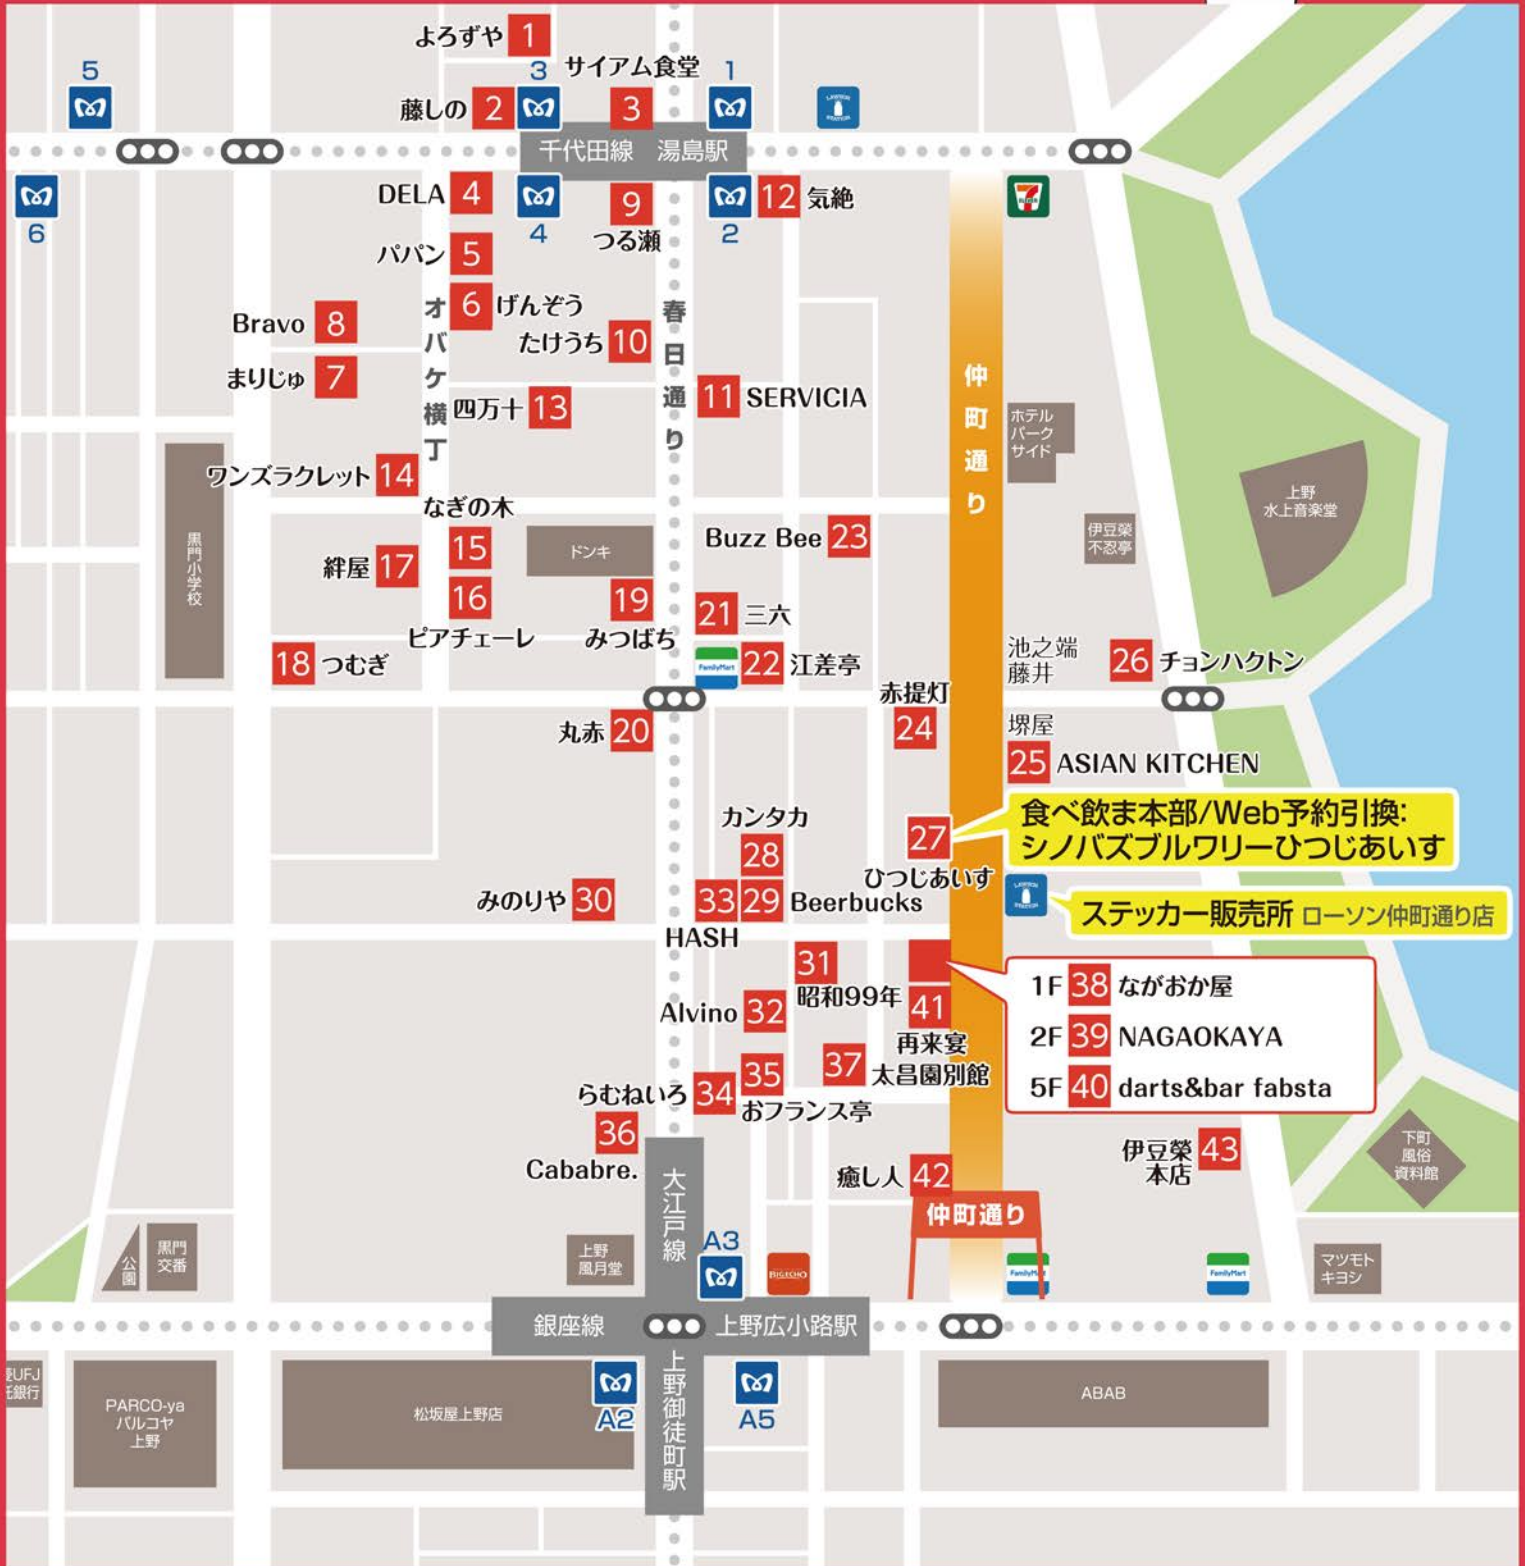 よろずや 1
サイアム食堂
5
3
1
藤しの 2
3
LAWSON STATION
千代田線 湯島駅
DELA 4
9
つる瀬
12 気絶
7 ELEVEN
6
4
2
パパン 5
6 げんぞう
Bravo 8
たけうち 10
まりじゅ 7
オバケ横丁
春日通り
仲町通り
四万十 13
11 SERVICIA
ホテル
パーク
サイド
ワンズラクレット 14
上野
水上音楽堂
なぎの木
15
ドンキ
Buzz Bee 23
伊豆榮
不忍亭
黒門小学校
絆屋 17
16
ピアチェーレ
19
みつばち
21 三六
18 つむぎ
FamilyMart
22 江差亭
池之端
藤井
26 チョンハクトン
赤提灯
24
丸赤 20
堺屋
25 ASIAN KITCHEN
カンタカ
28
27
ひつじあいす
食べ飲ま本部/Web予約引換:
シノバズブルワリーひつじあいす
みのりや 30
33
29 Beerbucks
HASH
LAWSON STATION
ステッカー販売所 ローソン仲町通り店
31
昭和99年
1F 38 ながおか屋
2F 39 NAGAOKAYA
5F 40 darts&bar fabsta
Alvino 32
41
再来宴
37
太昌園別館
らむねいろ 34
35
おフランス亭
36
Cababre.
伊豆榮
本店
43
下町
風俗
資料館
癒し人 42
仲町通り
大江戸線
公園
黒門
交番
上野
風月堂
A3
BIGECHO
FamilyMart
FamilyMart
マツモト
キヨシ
銀座線
上野広小路駅
上野御徒町駅
UFJ
銀行
PARCO-ya
パルコヤ
上野
松坂屋上野店
A2
A5
ABAB